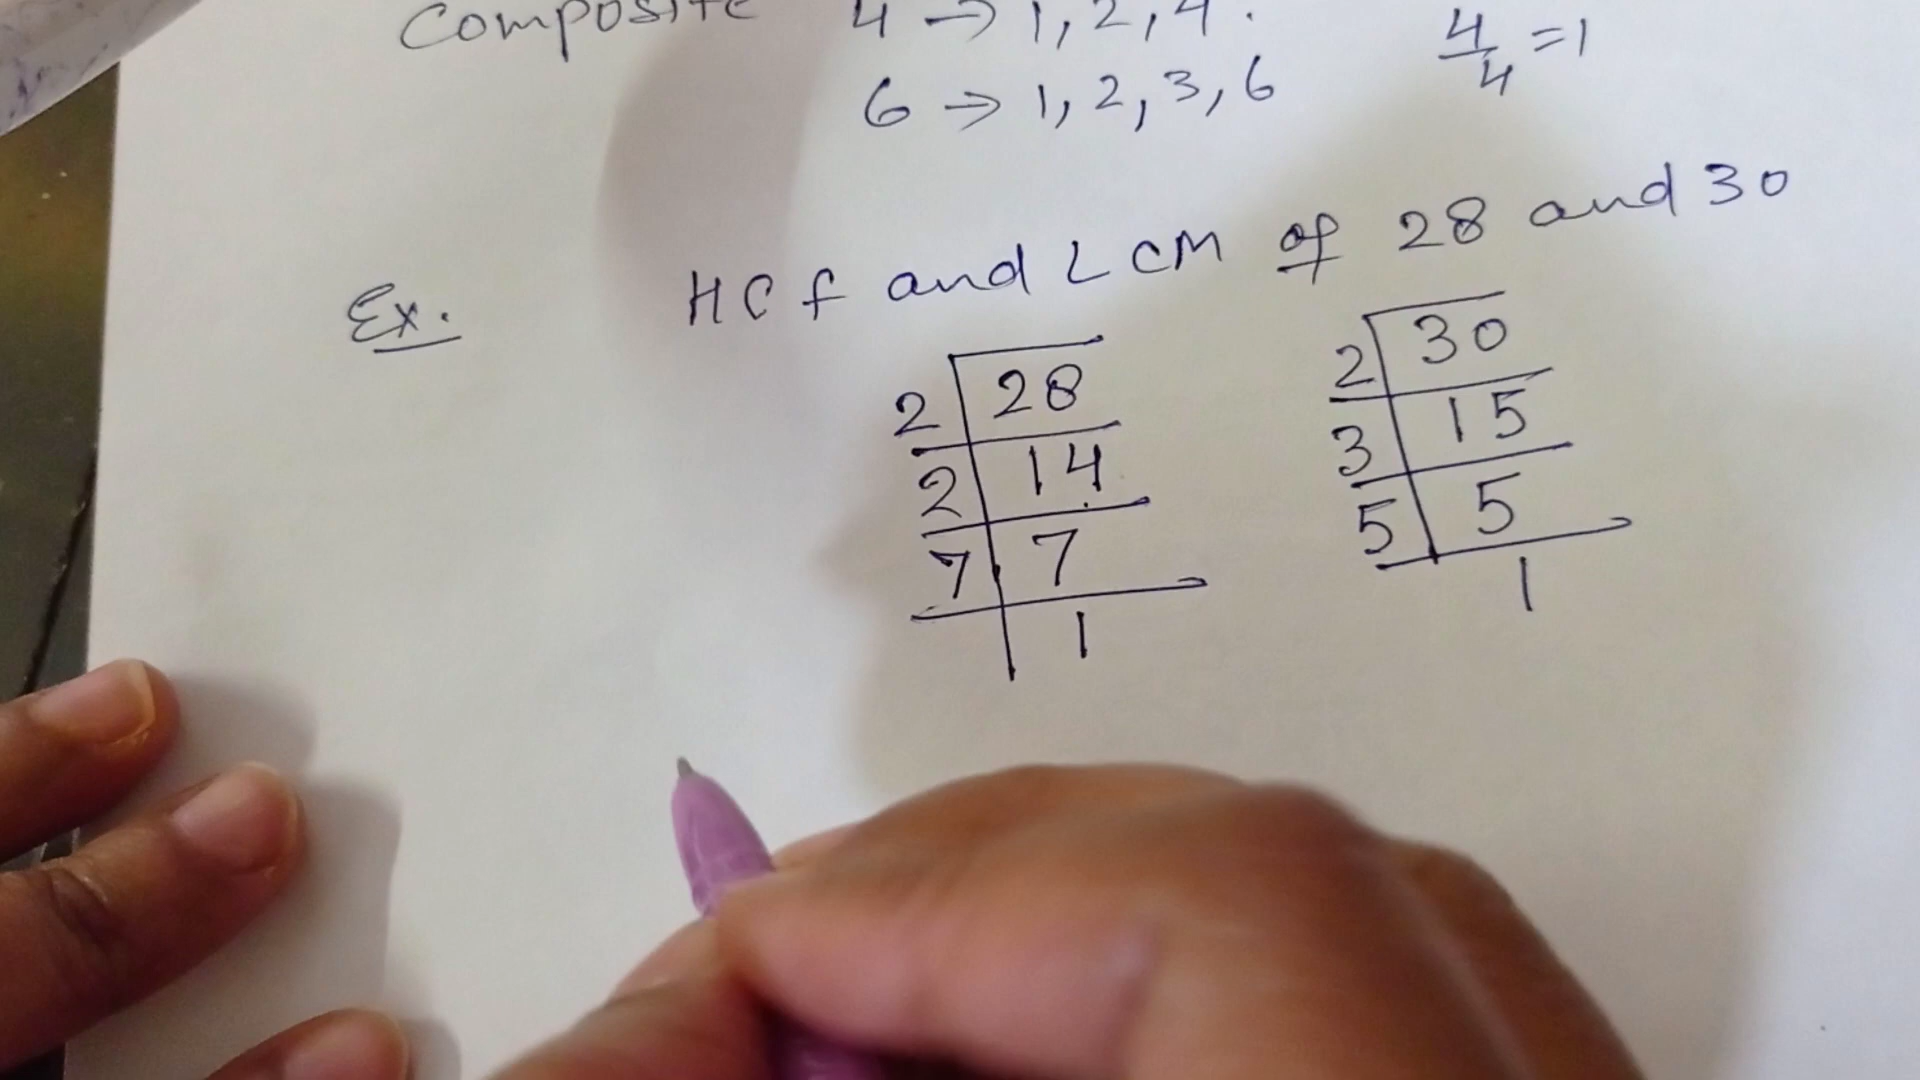 Composite 4 → 1, 2, 4.
4/4 = 1
6 → 1, 2, 3, 6
Ex. HCF and LCM of 28 and 30
2 | 28
2 | 14
7 | 7
1
2 | 30
3 | 15
5 | 5
1